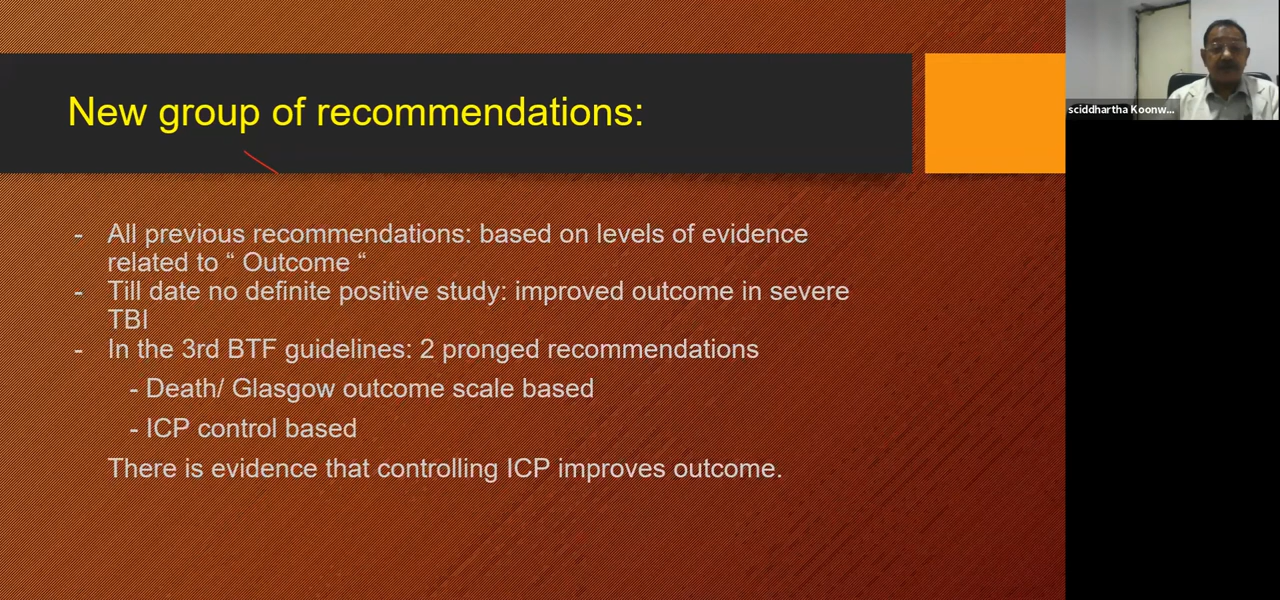 New group of recommendations:
sciddhartha Koonw...
- All previous recommendations: based on levels of evidence
related to “ Outcome “
- Till date no definite positive study: improved outcome in severe
TBI
- In the 3rd BTF guidelines: 2 pronged recommendations
- Death/ Glasgow outcome scale based
- ICP control based
There is evidence that controlling ICP improves outcome.